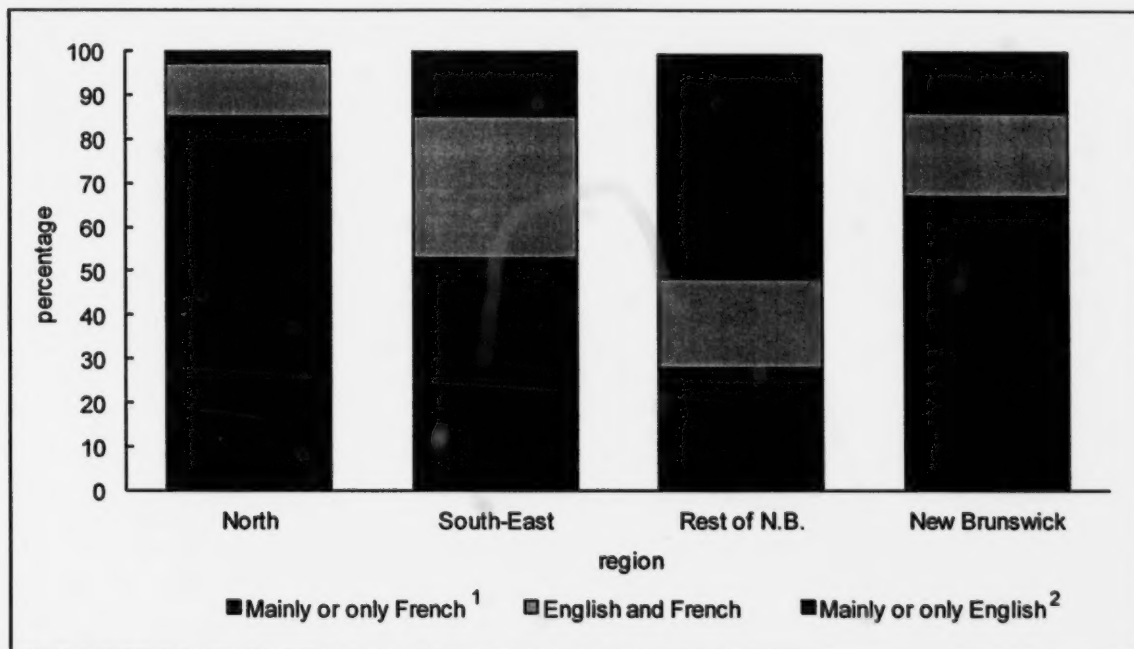 100
90
80
70
60
50
40
30
20
10
0
percentage
North South-East Rest of N.B. New Brunswick
region
Mainly or only French 1 English and French Mainly or only English 2